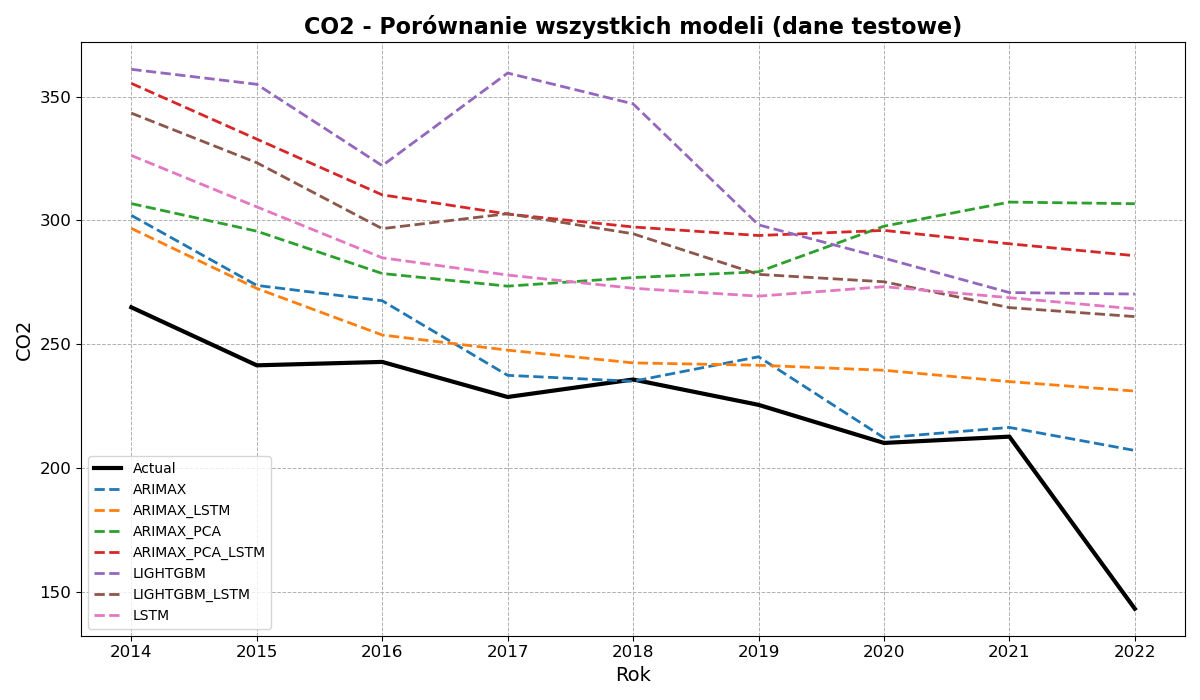 CO2 - Porównanie wszystkich modeli (dane testowe)
CO2
350
300
250
200
150
Actual
ARIMAX
ARIMAX_LSTM
ARIMAX_PCA
ARIMAX_PCA_LSTM
LIGHTGBM
LIGHTGBM_LSTM
LSTM
2014 2015 2016 2017 2018 2019 2020 2021 2022
Rok